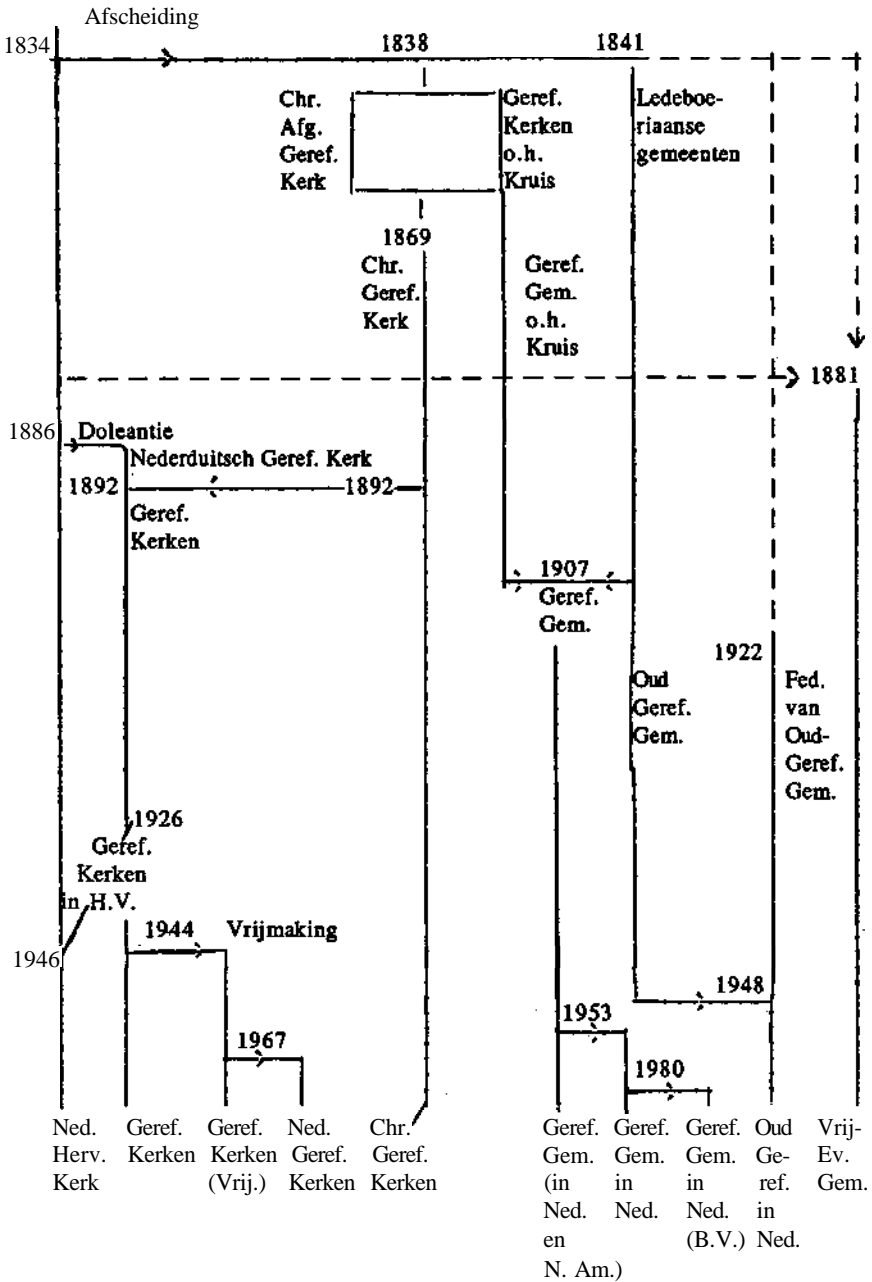 Afscheiding
1834
1838
1841
Chr.
Afg.
Geref.
Kerk
Geref.
Kerken
o.h.
Kruis
Ledeboe-
riaanse
gemeenten
1869
Chr.
Geref.
Kerk
Geref.
Gem.
o.h.
Kruis
1881
1886
Doleantie
Nederduitsch Geref. Kerk
1892
1892
Geref.
Kerken
1907
Geref.
Gem.
1922
Oud
Geref.
Gem.
Fed.
van
Oud-
Geref.
Gem.
1926
Geref.
Kerken
in H.V.
1944
Vrijmaking
1946
1948
1953
1967
1980
Ned.
Herv.
Kerk
Geref.
Kerken
Geref.
Kerken
(Vrij.)
Ned.
Geref.
Kerken
Chr.
Geref.
Kerken
Geref.
Gem.
(in
Ned.
en
N. Am.)
Geref.
Gem.
in
Ned.
Geref.
Gem.
in
Ned.
(B.V.)
Oud
Ge-
ref.
in
Ned.
Vrij-
Ev.
Gem.